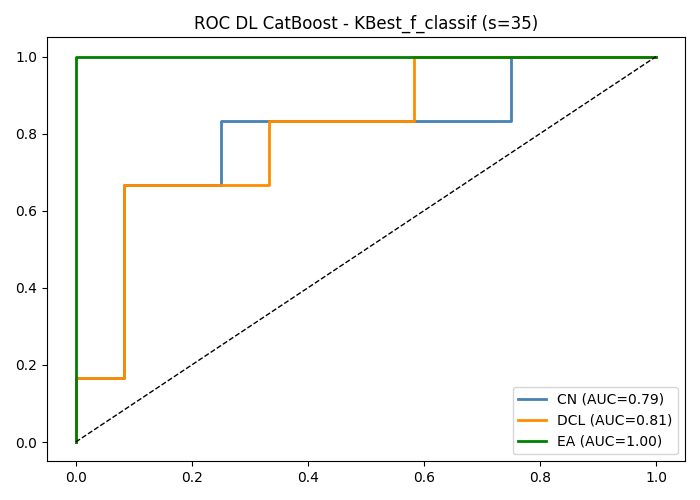 ROC DL CatBoost - KBest_f_classif (s=35)
1.0
0.8
0.6
0.4
0.2
0.0
0.0 0.2 0.4 0.6 0.8 1.0
CN (AUC=0.79)
DCL (AUC=0.81)
EA (AUC=1.00)